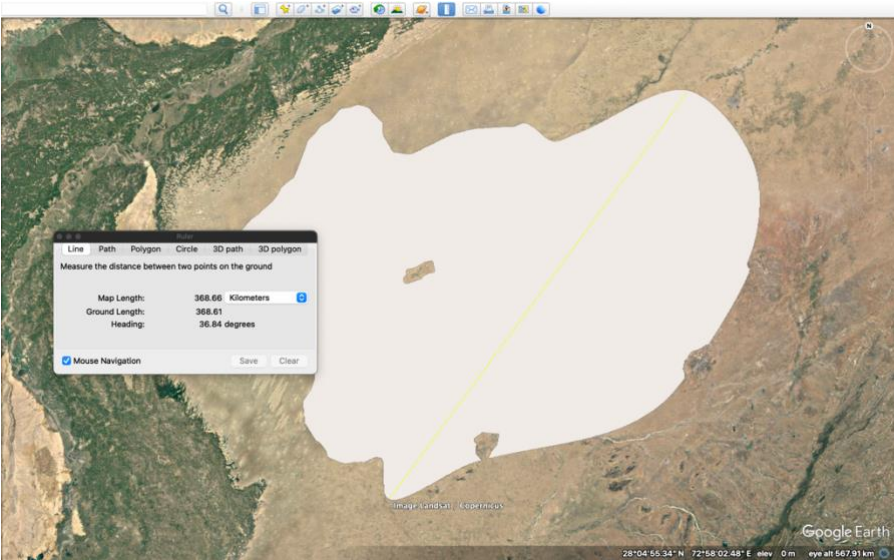 N
Ruler
Line Path Polygon Circle 3D path 3D polygon
Measure the distance between two points on the ground
Map Length: 368.66 Kilometers
Ground Length: 368.61
Heading: 36.84 degrees
Mouse Navigation Save Clear
Image Landsat / Copernicus
Google Earth
28°04'55.34" N 72°58'02.48" E elev 0 m eye alt 567.91 km